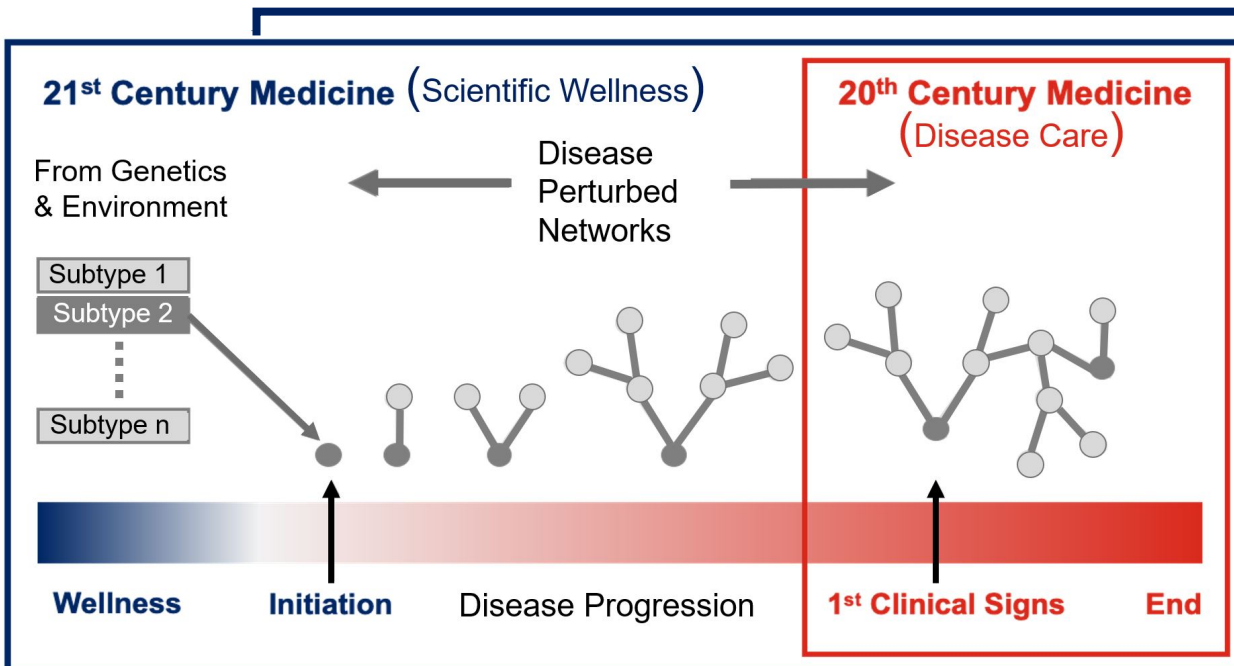 21st Century Medicine (Scientific Wellness)
20th Century Medicine
(Disease Care)
From Genetics
& Environment
Disease
Perturbed
Networks
Subtype 1
Subtype 2
Subtype n
Wellness
Initiation
Disease Progression
1st Clinical Signs
End